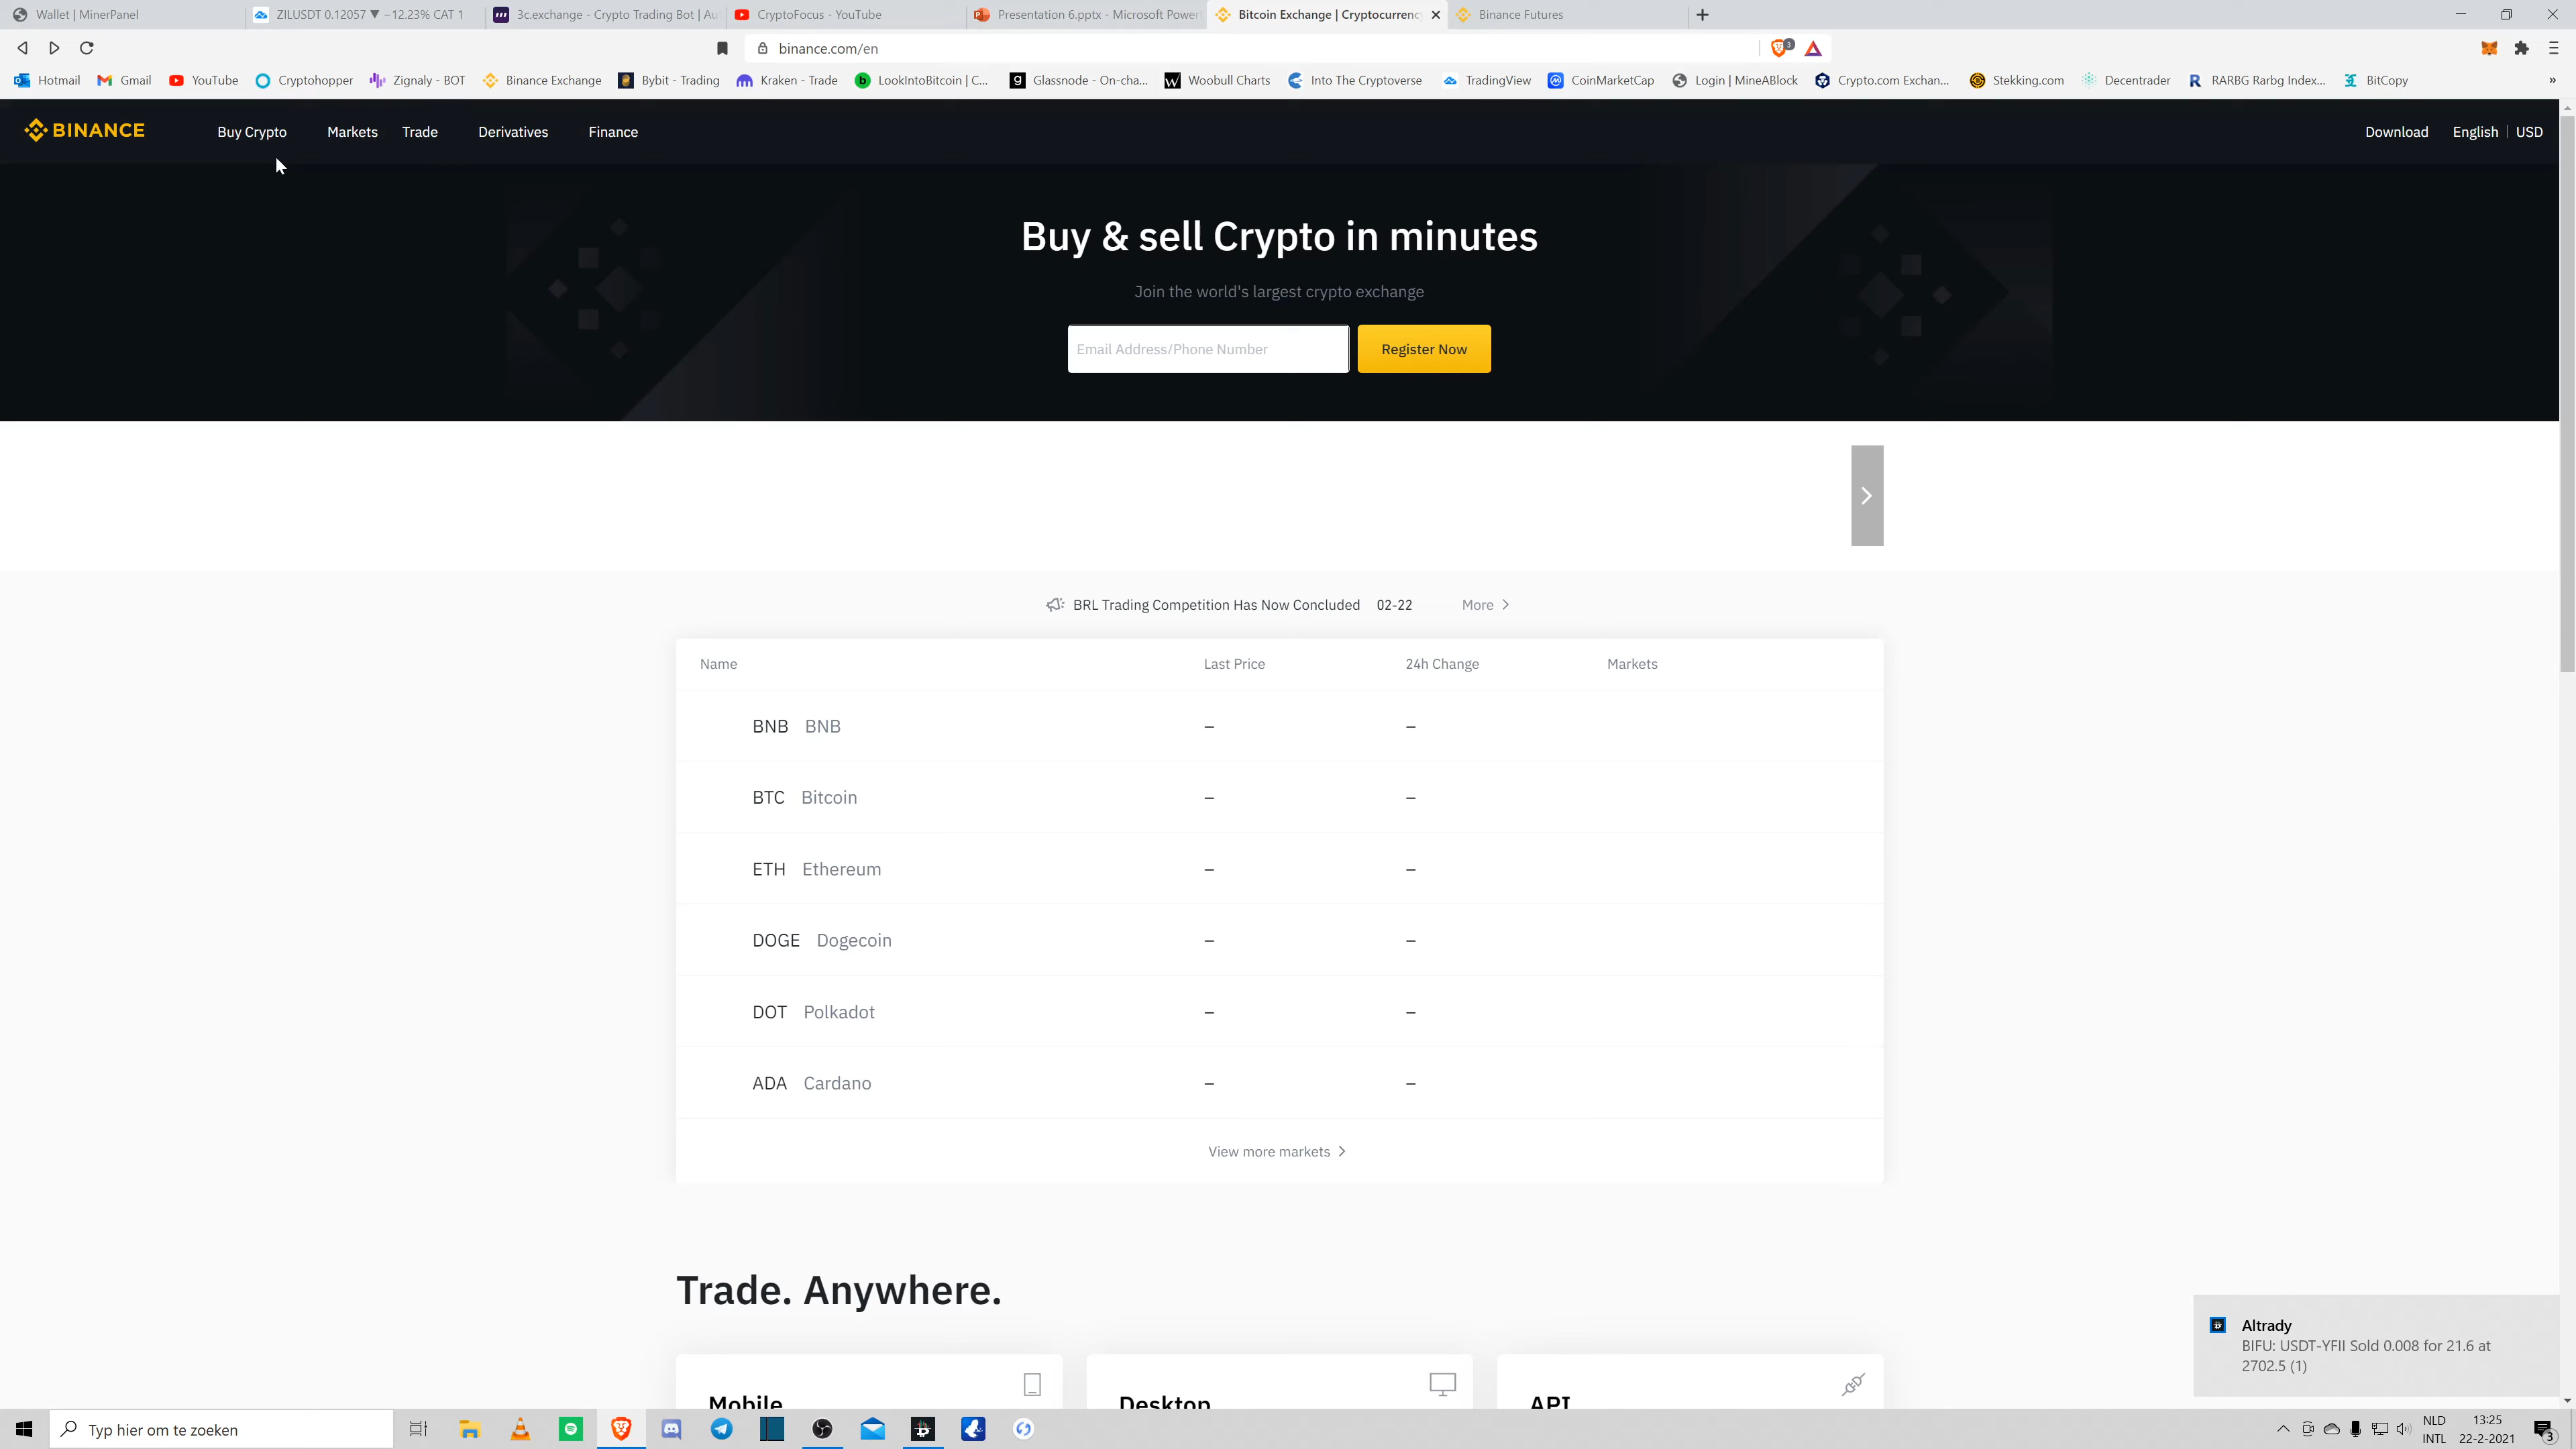 Wallet | MinerPanel
ZILUSDT 0.12057 ▼ −12.23% CAT 1
3c.exchange - Crypto Trading Bot | Au
CryptoFocus - YouTube
Presentation 6.pptx - Microsoft Power
Bitcoin Exchange | Cryptocurrency
Binance Futures
binance.com/en
3
Hotmail
Gmail
YouTube
Cryptohopper
Zignaly - BOT
Binance Exchange
Bybit - Trading
Kraken - Trade
LookIntoBitcoin | C...
Glassnode - On-cha...
Woobull Charts
Into The Cryptoverse
TradingView
CoinMarketCap
Login | MineABlock
Crypto.com Exchan...
Stekking.com
Decentrader
RARBG Rarbg Index...
BitCopy
»
BINANCE
Buy Crypto
Markets
Trade
Derivatives
Finance
Download
English | USD
Buy & sell Crypto in minutes
Join the world's largest crypto exchange
Email Address/Phone Number
Register Now
BRL Trading Competition Has Now Concluded 02-22 More
Name Last Price 24h Change Markets
BNB BNB – –
BTC Bitcoin – –
ETH Ethereum – –
DOGE Dogecoin – –
DOT Polkadot – –
ADA Cardano – –
View more markets
Trade. Anywhere.
Mobile
Desktop
API
Altrady
BIFU: USDT-YFII Sold 0.008 for 21.6 at
2702.5 (1)
Typ hier om te zoeken
NLD
INTL
13:25
22-2-2021
3